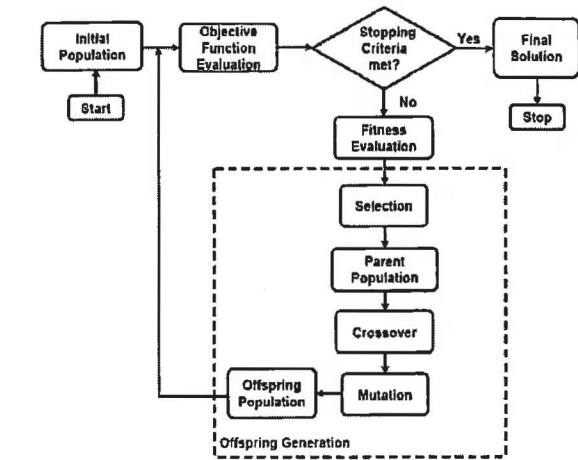 Initial
Population
Start
Objective
Function
Evaluation
Stopping
Criteria
met?
Yes
Final
Solution
Stop
No
Fitness
Evaluation
Selection
Parent
Population
Crossover
Mutation
Offspring
Population
Offspring Generation